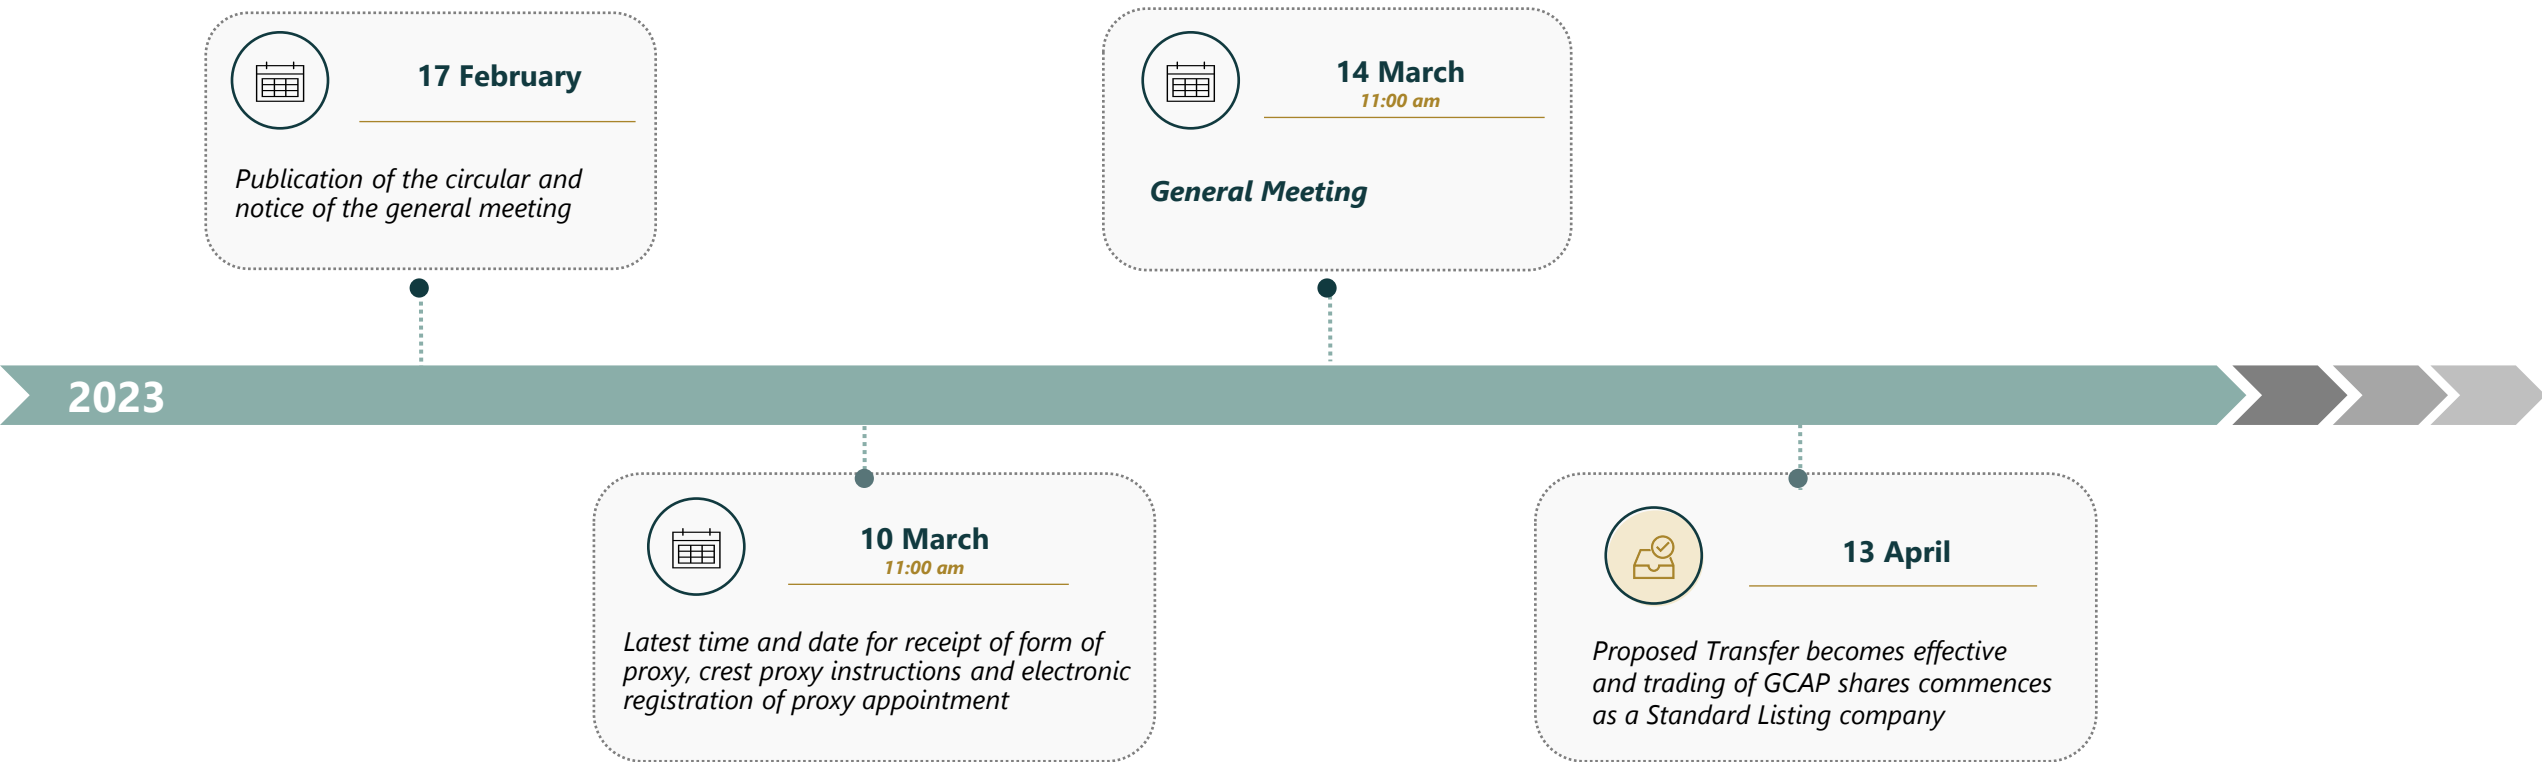 17 February
Publication of the circular and
notice of the general meeting
14 March
11:00 am
General Meeting
2023
10 March
11:00 am
Latest time and date for receipt of form of
proxy, crest proxy instructions and electronic
registration of proxy appointment
13 April
Proposed Transfer becomes effective
and trading of GCAP shares commences
as a Standard Listing company